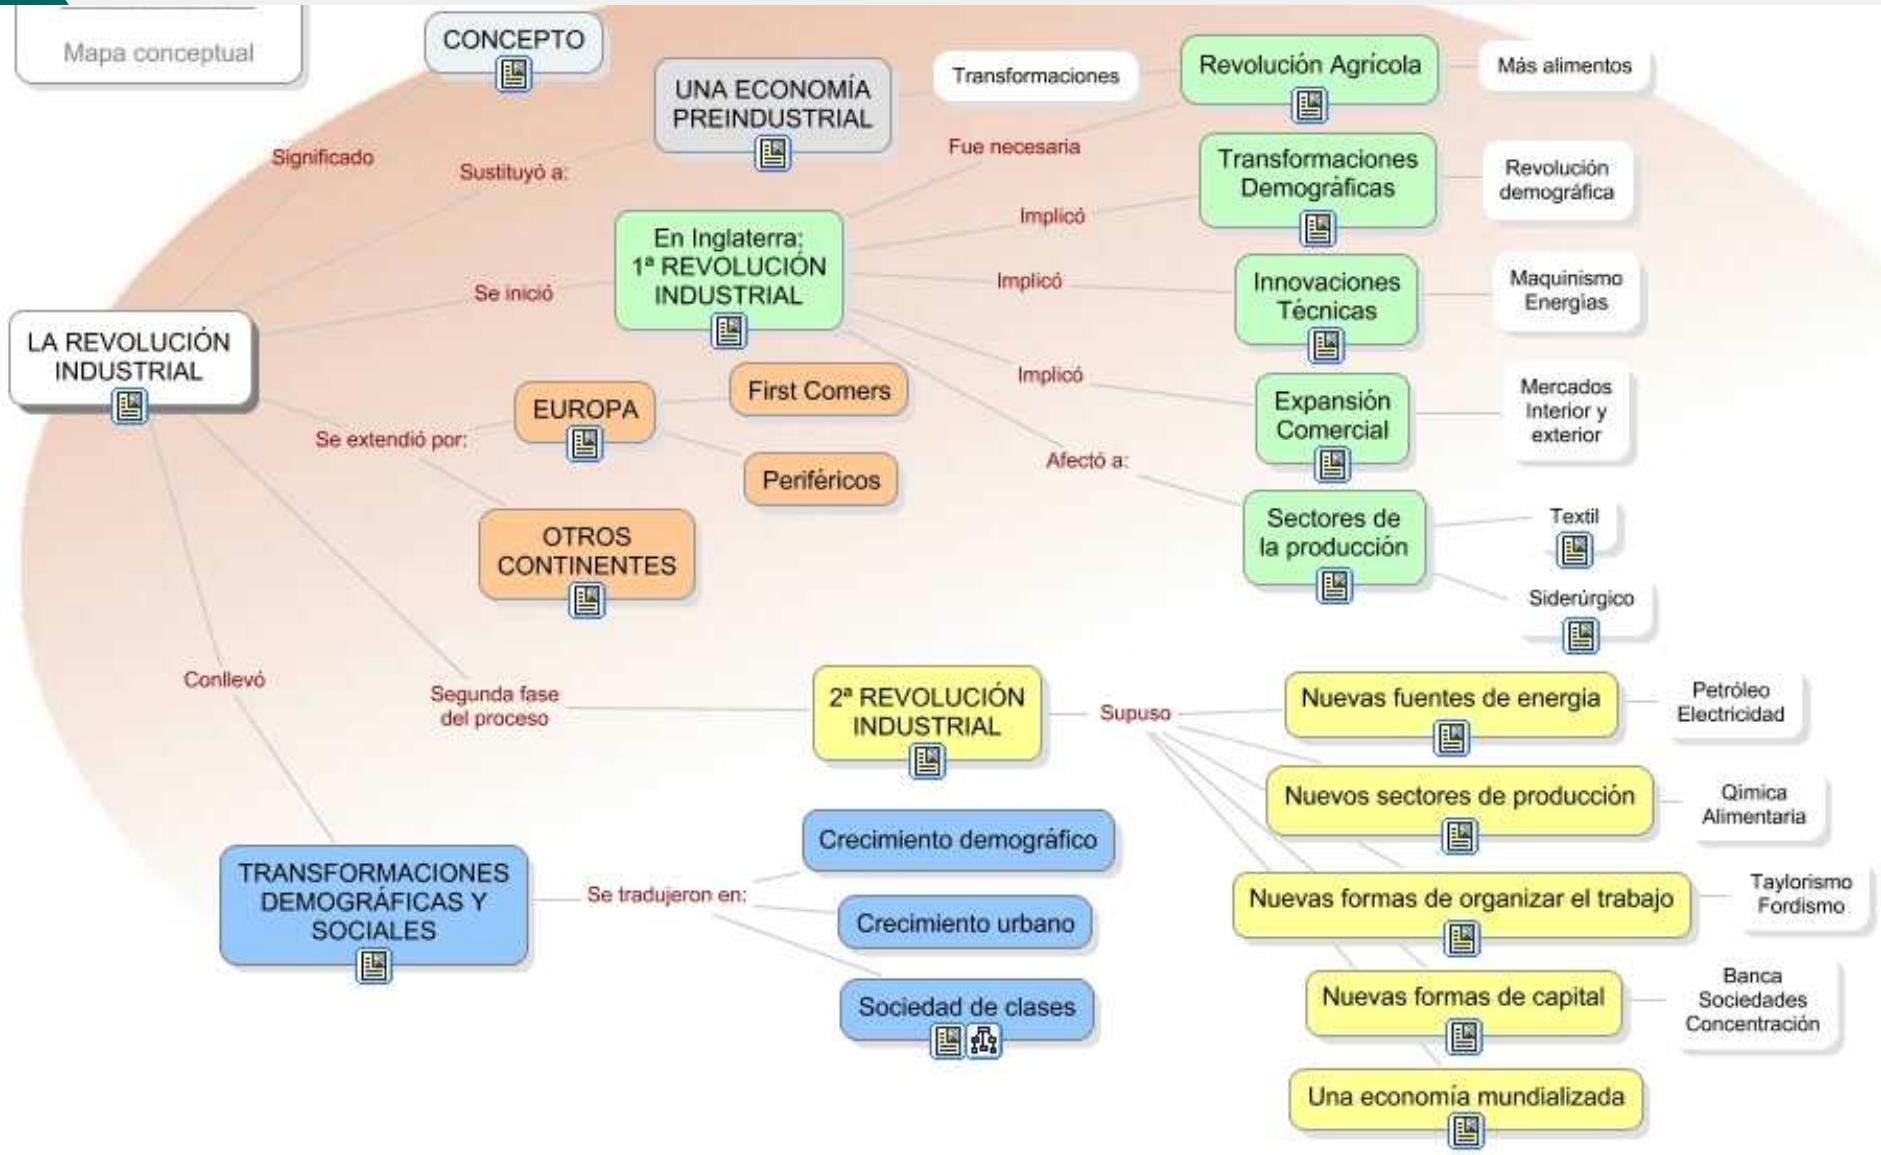 Mapa conceptual
CONCEPTO
Significado
Sustituyó a:
UNA ECONOMÍA
PREINDUSTRIAL
Transformaciones
Revolución Agrícola
Más alimentos
Fue necesaria
LA REVOLUCIÓN
INDUSTRIAL
Se inició
En Inglaterra;
1ª REVOLUCIÓN
INDUSTRIAL
Implicó
Transformaciones
Demográficas
Revolución
demográfica
Implicó
Innovaciones
Técnicas
Maquinismo
Energías
Implicó
Expansión
Comercial
Mercados
Interior y
exterior
Afectó a:
Sectores de
la producción
Textil
Siderúrgico
Se extendió por:
EUROPA
First Comers
Periféricos
OTROS
CONTINENTES
Segunda fase
del proceso
2ª REVOLUCIÓN
INDUSTRIAL
Supuso
Nuevas fuentes de energía
Petróleo
Electricidad
Nuevos sectores de producción
Qimica
Alimentaria
Nuevas formas de organizar el trabajo
Taylorismo
Fordismo
Nuevas formas de capital
Banca
Sociedades
Concentración
Una economía mundializada
Conllevó
TRANSFORMACIONES
DEMOGRÁFICAS Y
SOCIALES
Se tradujeron en:
Crecimiento demográfico
Crecimiento urbano
Sociedad de clases